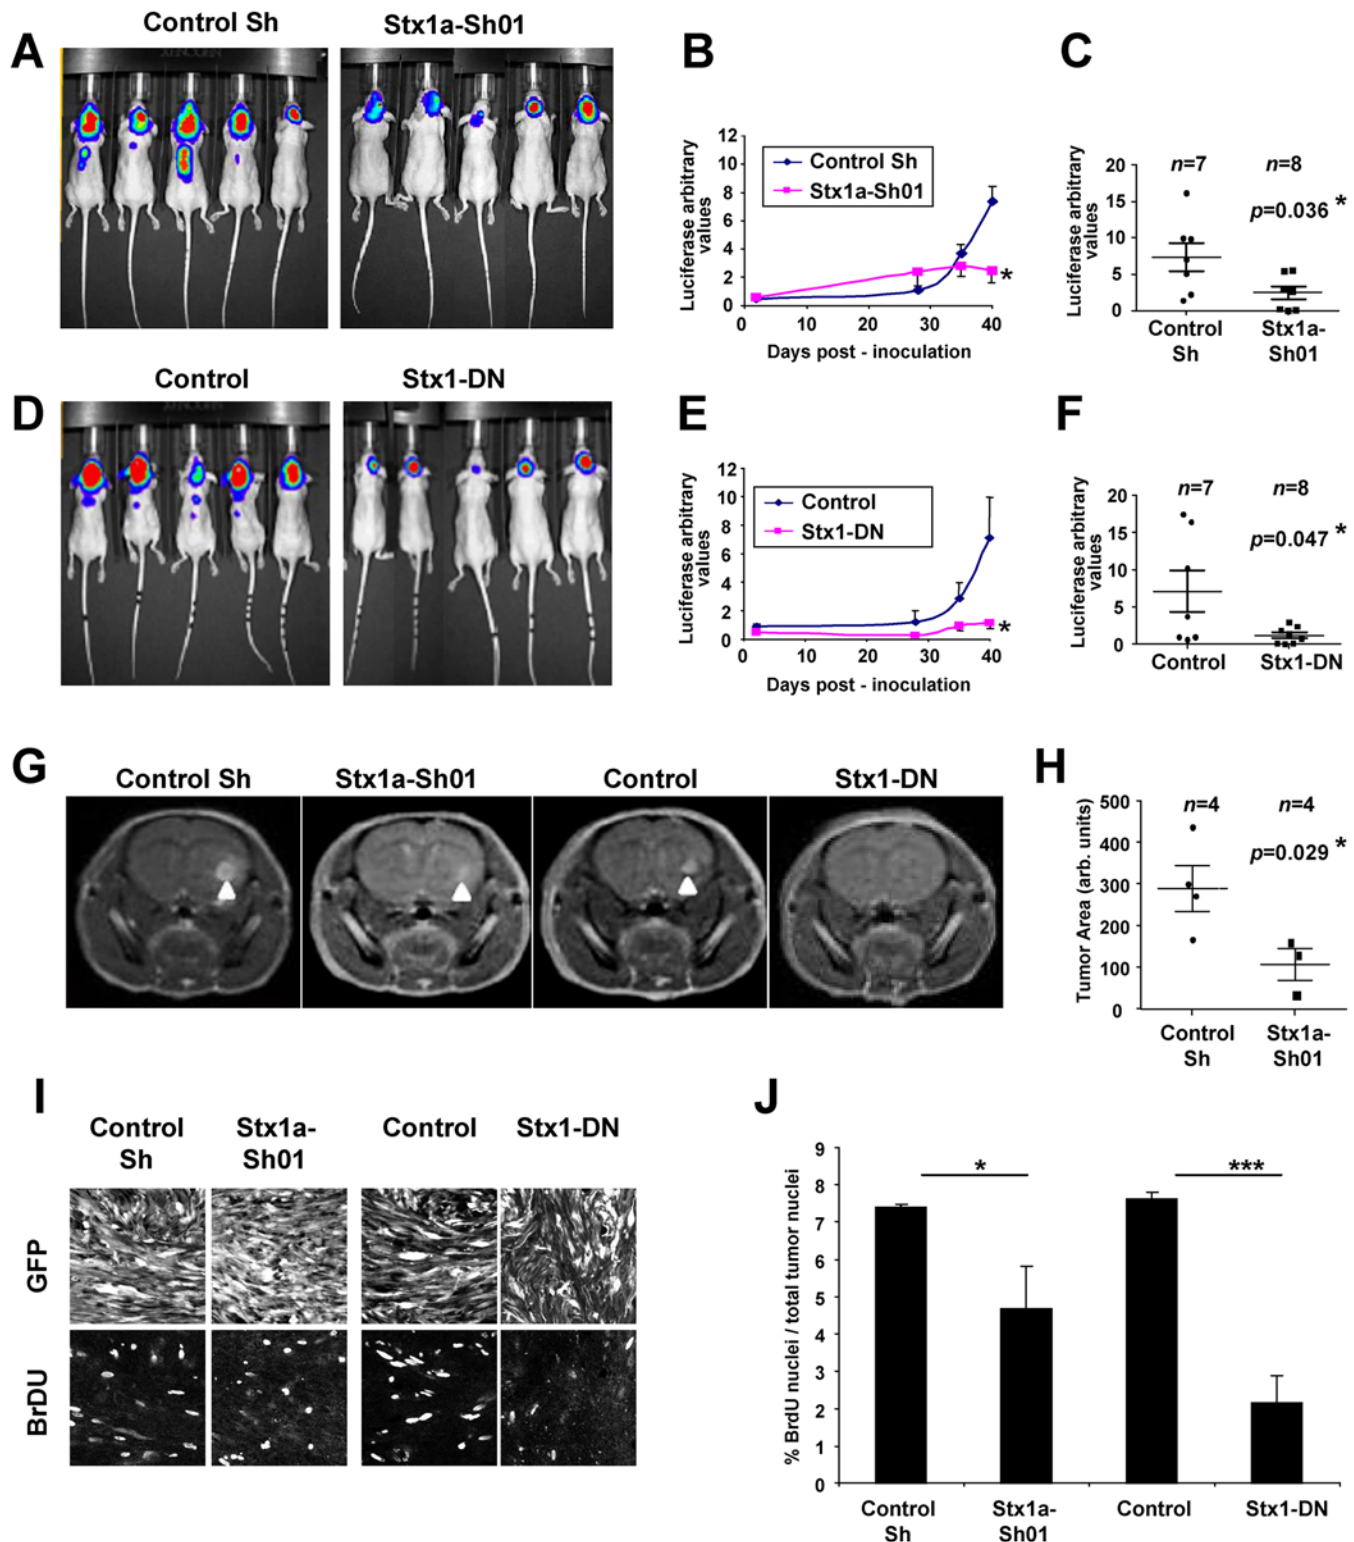 A
Control Sh
Stx1a-Sh01
B
Luciferase arbitrary
values
12
10
8
6
4
2
0
Control Sh
Stx1a-Sh01
*
0
10
20
30
40
Days post - inoculation
C
Luciferase arbitrary
values
20
15
10
5
0
n=7
n=8
p=0.036 *
Control
Sh
Stx1a-
Sh01
D
Control
Stx1-DN
E
Luciferase arbitrary
values
12
10
8
6
4
2
0
Control
Stx1-DN
*
0
10
20
30
40
Days post - inoculation
F
Luciferase arbitrary
values
20
15
10
5
0
n=7
n=8
p=0.047 *
Control
Stx1-DN
G
Control Sh
Stx1a-Sh01
Control
Stx1-DN
H
Tumor Area (arb. units)
500
400
300
200
100
0
n=4
n=4
p=0.029 *
Control
Sh
Stx1a-
Sh01
I
Control
Sh
Stx1a-
Sh01
Control
Stx1-DN
GFP
BrDU
J
% BrdU nuclei / total tumor nuclei
9
8
7
6
5
4
3
2
1
0
*
***
Control
Sh
Stx1a-
Sh01
Control
Stx1-DN